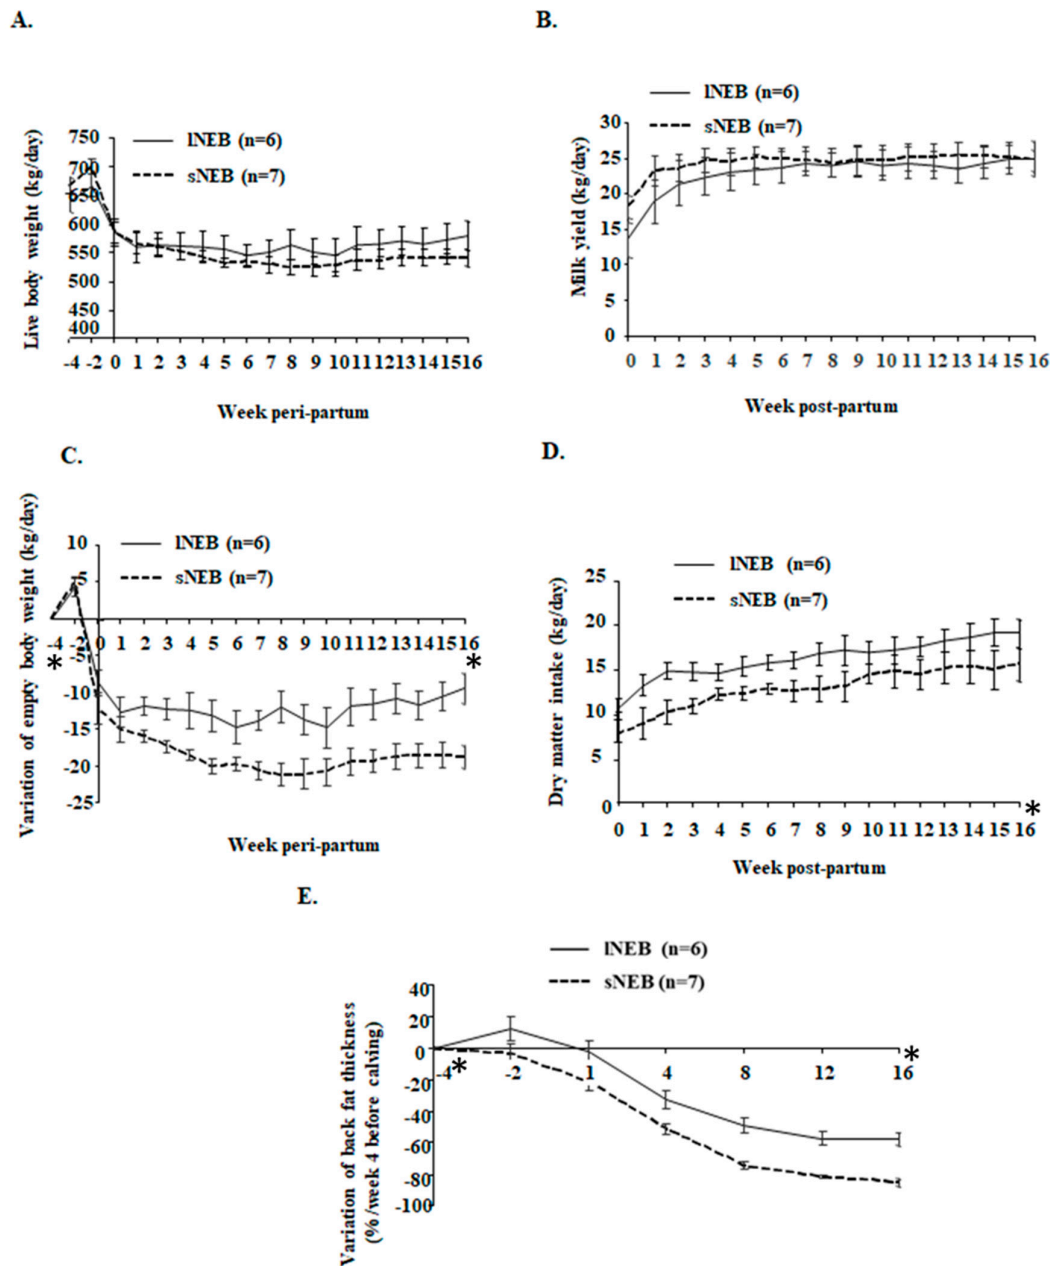 A.
B.
lNEB (n=6)
sNEB (n=7)
Live body weight (kg/day)
750
700
650
600
550
500
450
400
-4 -2 0 1 2 3 4 5 6 7 8 9 10 11 12 13 14 15 16
Week peri-partum
lNEB (n=6)
sNEB (n=7)
Milk yield (kg/day)
30
25
20
15
10
5
0
0 1 2 3 4 5 6 7 8 9 10 11 12 13 14 15 16
Week post-partum
C.
D.
lNEB (n=6)
sNEB (n=7)
Variation of empty body weight (kg/day)
10
5
-4 -2 0 1 2 3 4 5 6 7 8 9 10 11 12 13 14 15 16
* *
-5
-10
-15
-20
-25
Week peri-partum
lNEB (n=6)
sNEB (n=7)
Dry matter intake (kg/day)
25
20
15
10
5
0
0 1 2 3 4 5 6 7 8 9 10 11 12 13 14 15 16 *
Week post-partum
E.
lNEB (n=6)
sNEB (n=7)
Variation of back fat thickness
(%/week 4 before calving)
40
20
0
-4 * -2 1 4 8 12 16 *
-20
-40
-60
-80
-100